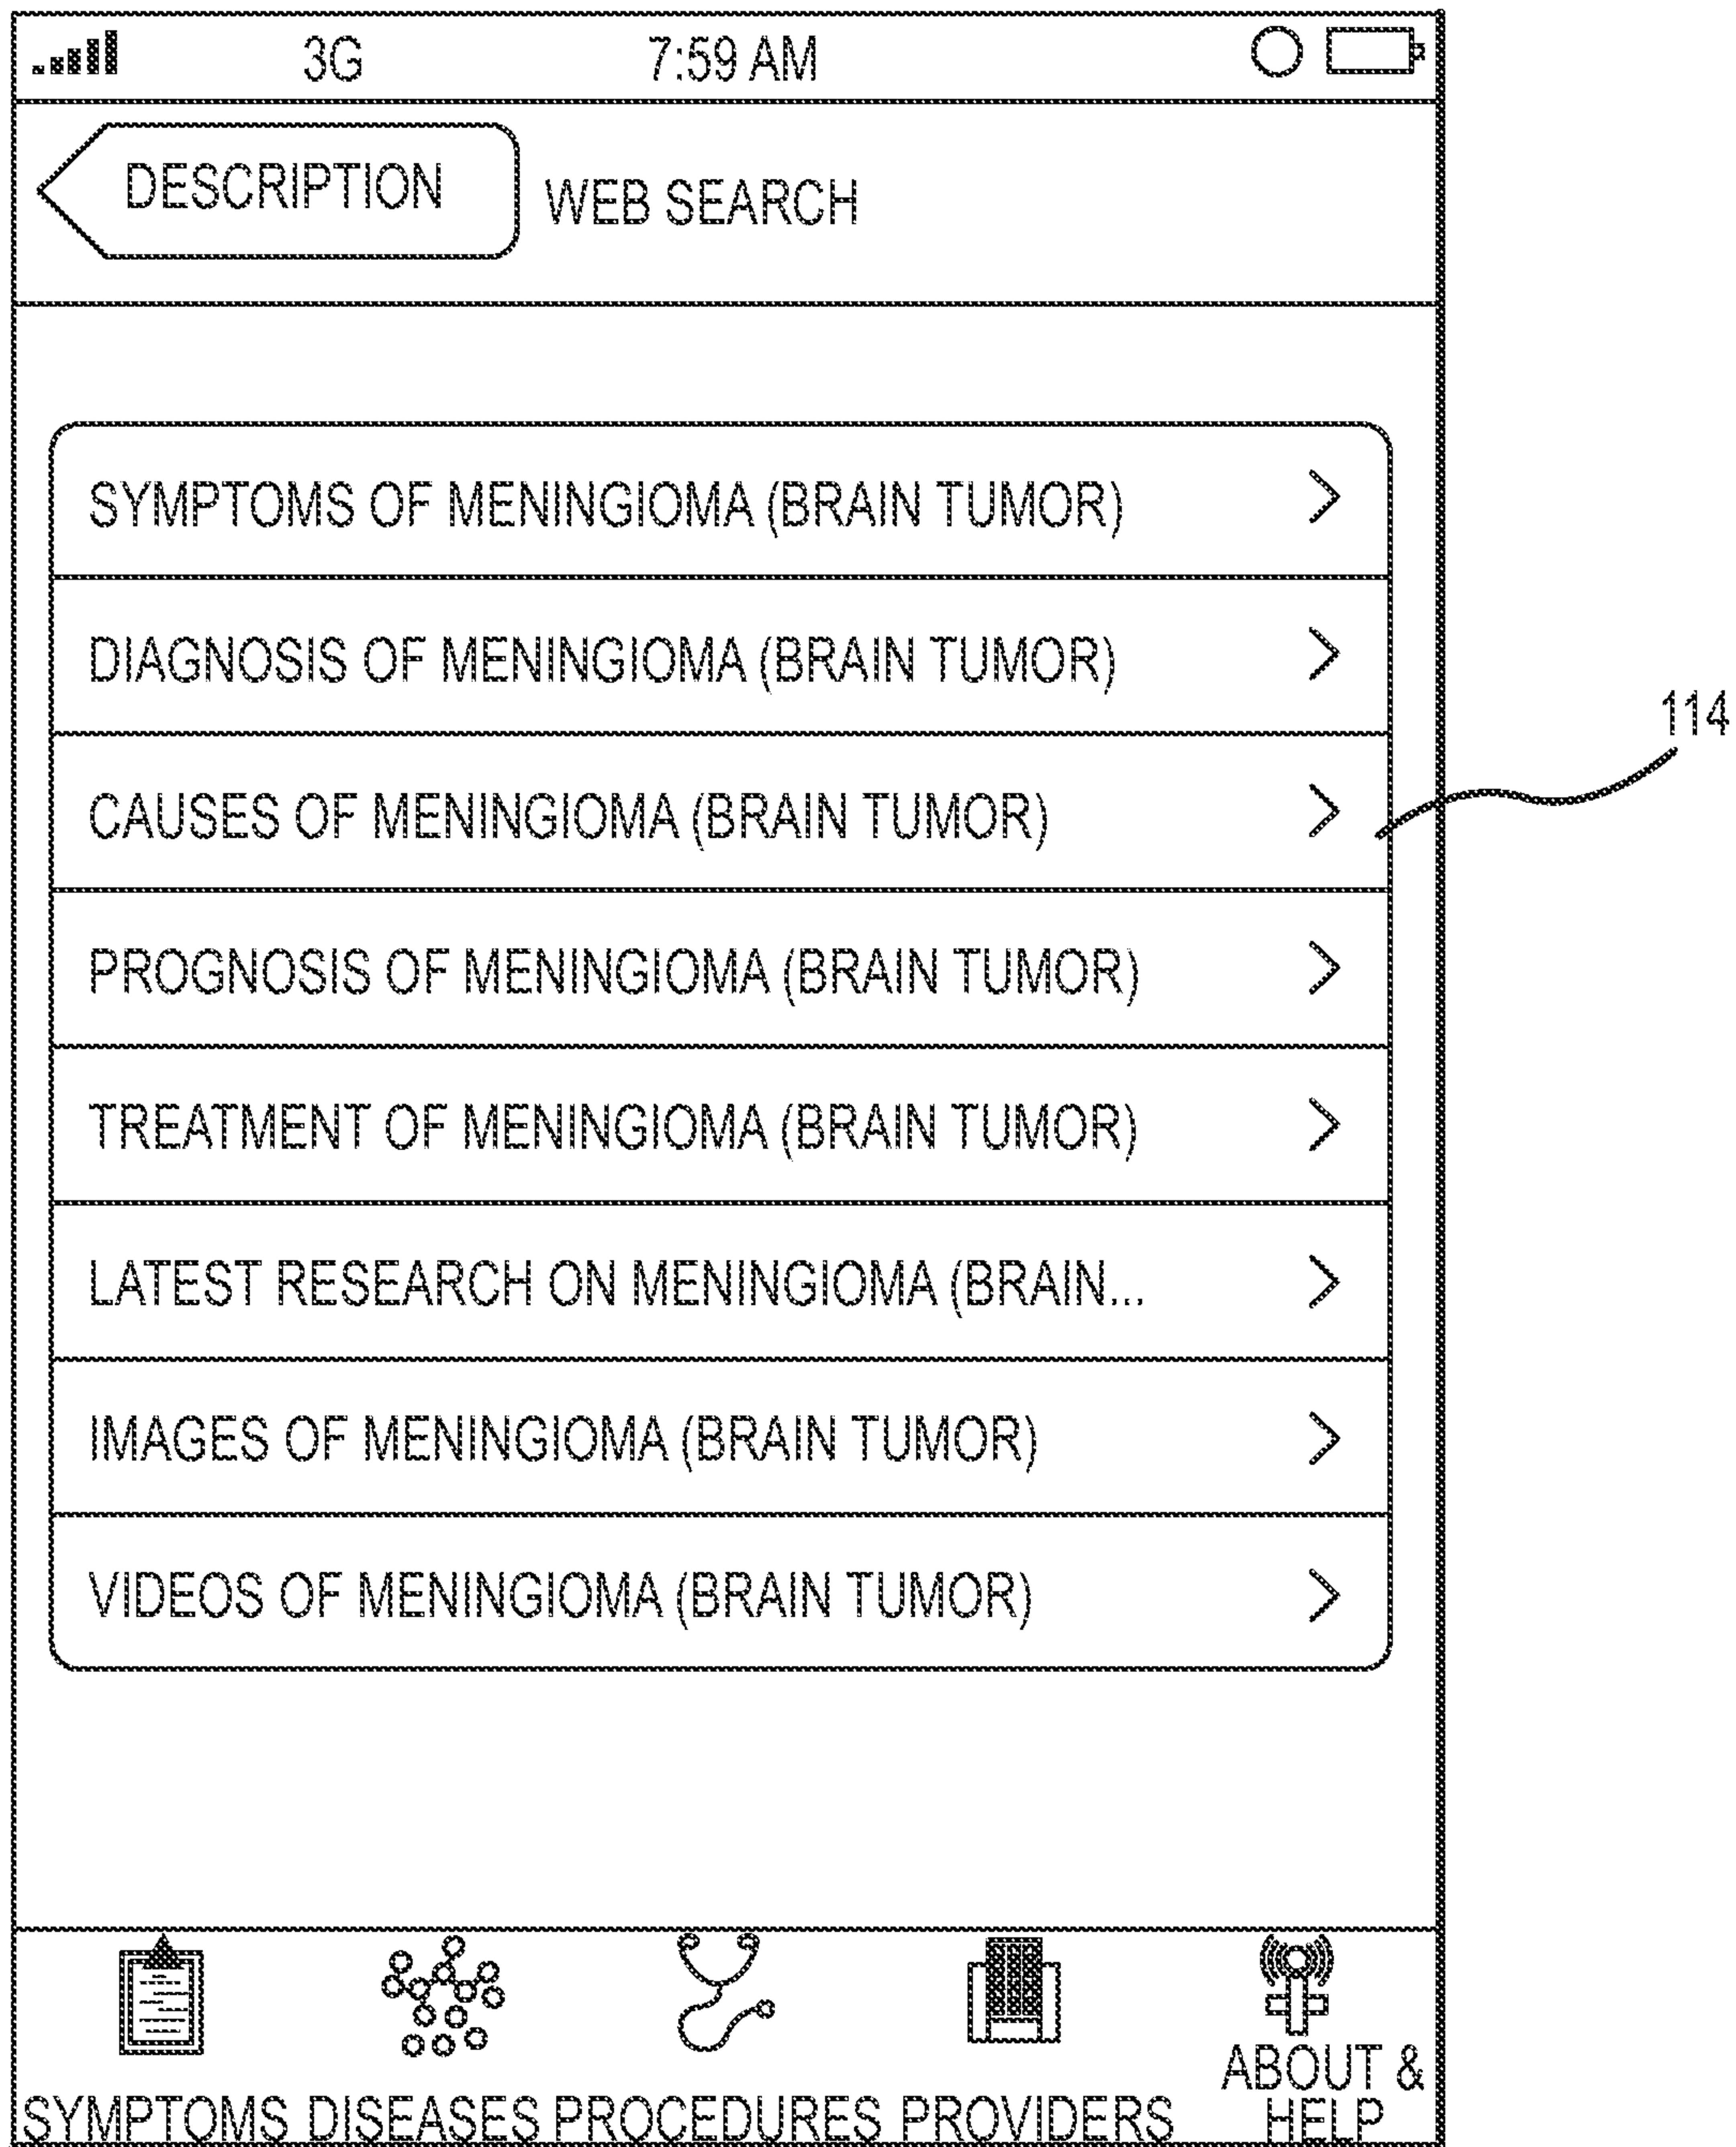 3G 7:59 AM
DESCRIPTION WEB SEARCH
SYMPTOMS OF MENINGIOMA (BRAIN TUMOR) >
DIAGNOSIS OF MENINGIOMA (BRAIN TUMOR) >
114
CAUSES OF MENINGIOMA (BRAIN TUMOR) >
PROGNOSIS OF MENINGIOMA (BRAIN TUMOR) >
TREATMENT OF MENINGIOMA (BRAIN TUMOR) >
LATEST RESEARCH ON MENINGIOMA (BRAIN... >
IMAGES OF MENINGIOMA (BRAIN TUMOR) >
VIDEOS OF MENINGIOMA (BRAIN TUMOR) >
SYMPTOMS DISEASES PROCEDURES PROVIDERS ABOUT &
HELP